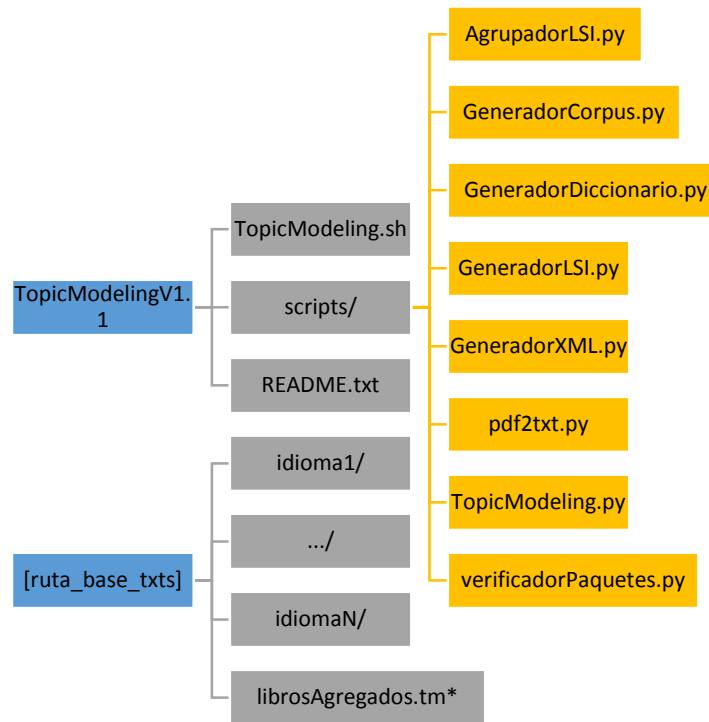 TopicModelingV1.
1
TopicModeling.sh
scripts/
README.txt
AgrupadorLSI.py
GeneradorCorpus.py
GeneradorDiccionario.py
GeneradorLSI.py
GeneradorXML.py
pdf2txt.py
TopicModeling.py
verificadorPaquetes.py
[ruta_base_txts]
idioma1/
.../
idiomaN/
librosAgregados.tm*